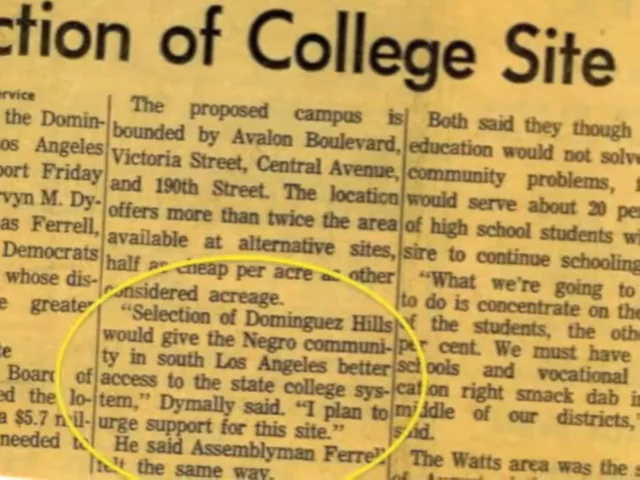 ction of College Site
rvice
the Domin-
os Angeles
port Friday
rvyn M. Dy-
as Ferrell,
Democrats
whose dis-
e greater
te
Board of
ed the lo-
a $5.7 mil-
needed to
The proposed campus is
bounded by Avalon Boulevard,
Victoria Street, Central Avenue,
and 190th Street. The location
offers more than twice the area
available at alternative sites,
half as cheap per acre as other
considered acreage.
"Selection of Dominguez Hills
would give the Negro communi-
ty in south Los Angeles better
access to the state college sys-
tem," Dymally said. "I plan to
urge support for this site."
He said Assemblyman Ferrell
felt the same way.
Both said they though
education would not solve
community problems,
would serve about 20 pe
of high school students wi
sire to continue schooling
"What we're going to
to do is concentrate on the
of the students, the oth
per cent. We must have
schools and vocational
cation right smack dab in
middle of our districts,
said.
The Watts area was the s